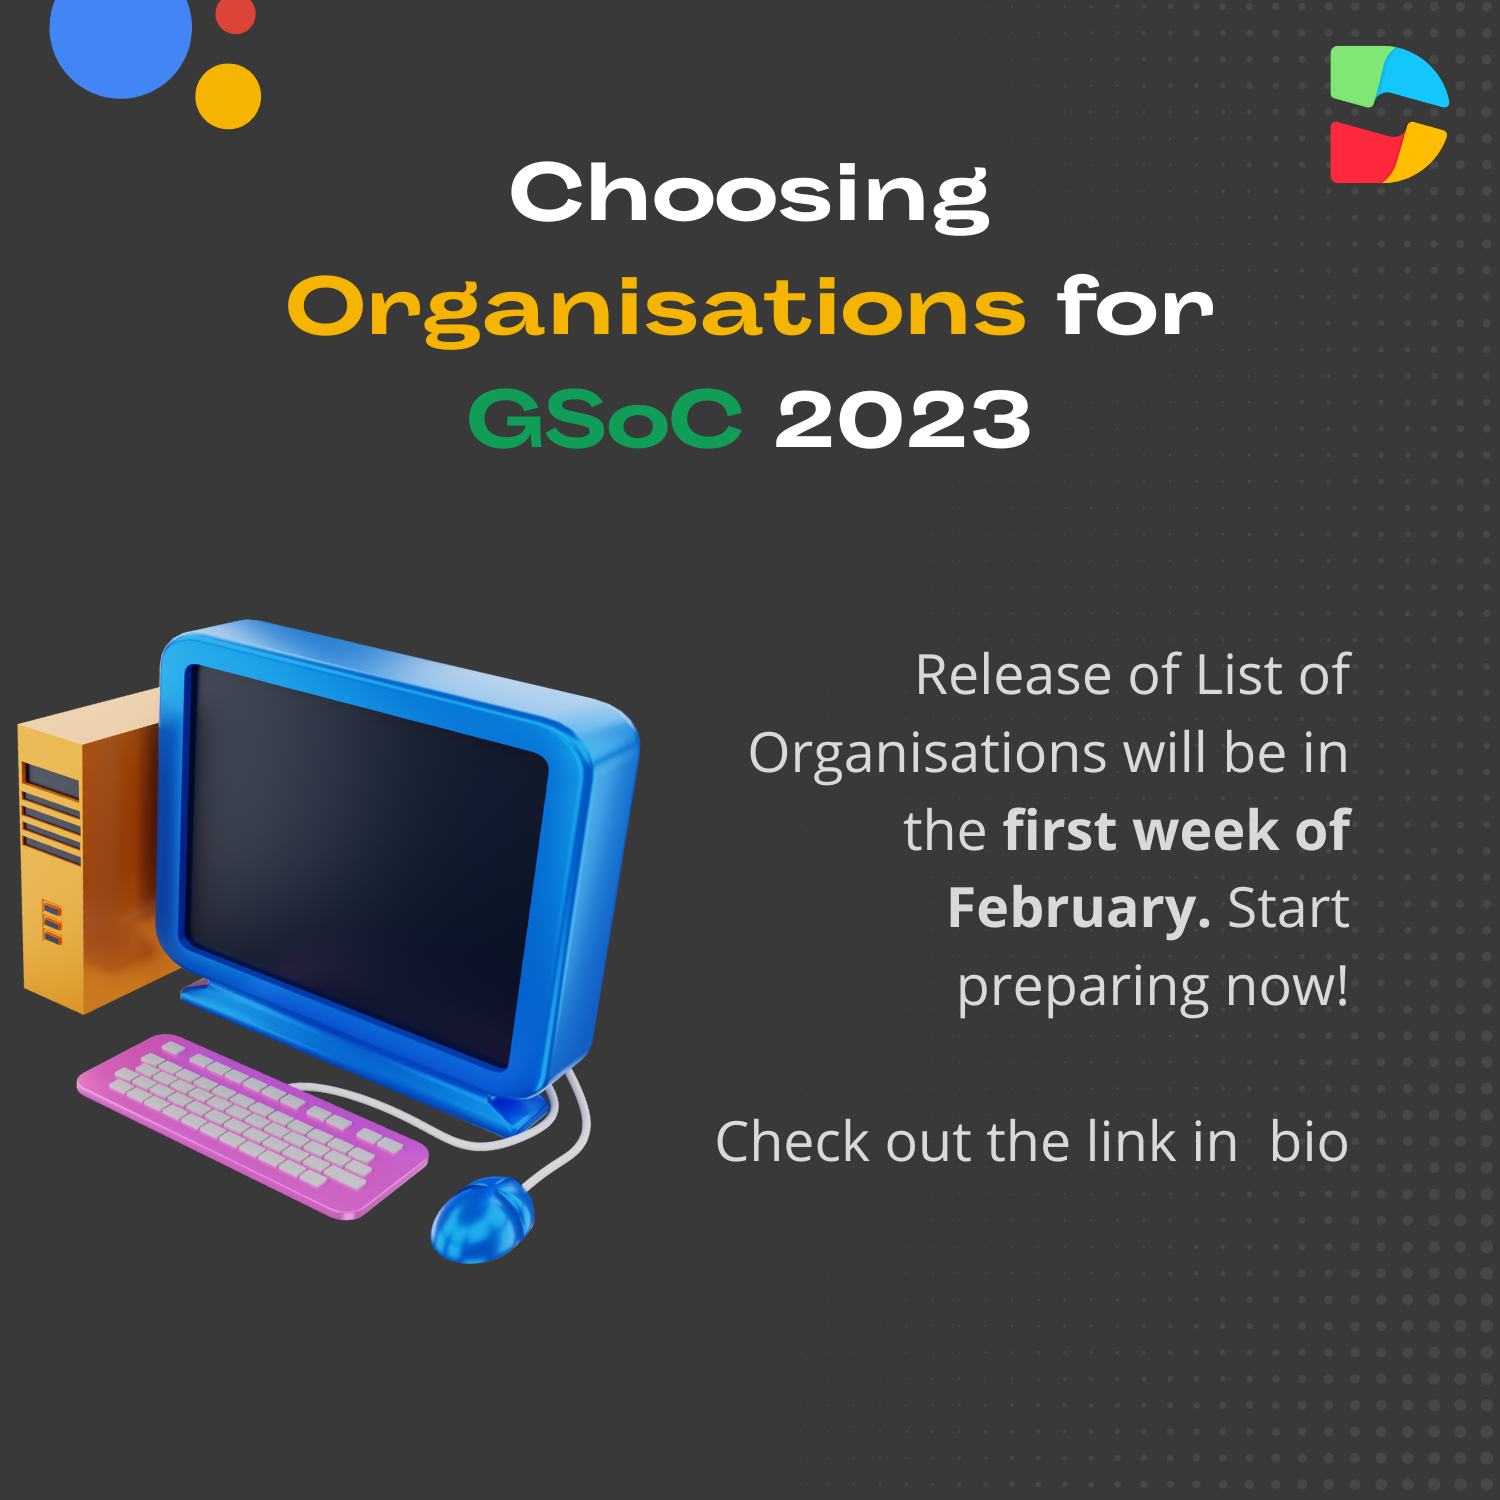 Choosing
Organisations for
GSoC 2023
Release of List of
Organisations will be in
the first week of
February. Start
preparing now!
Check out the link in  bio